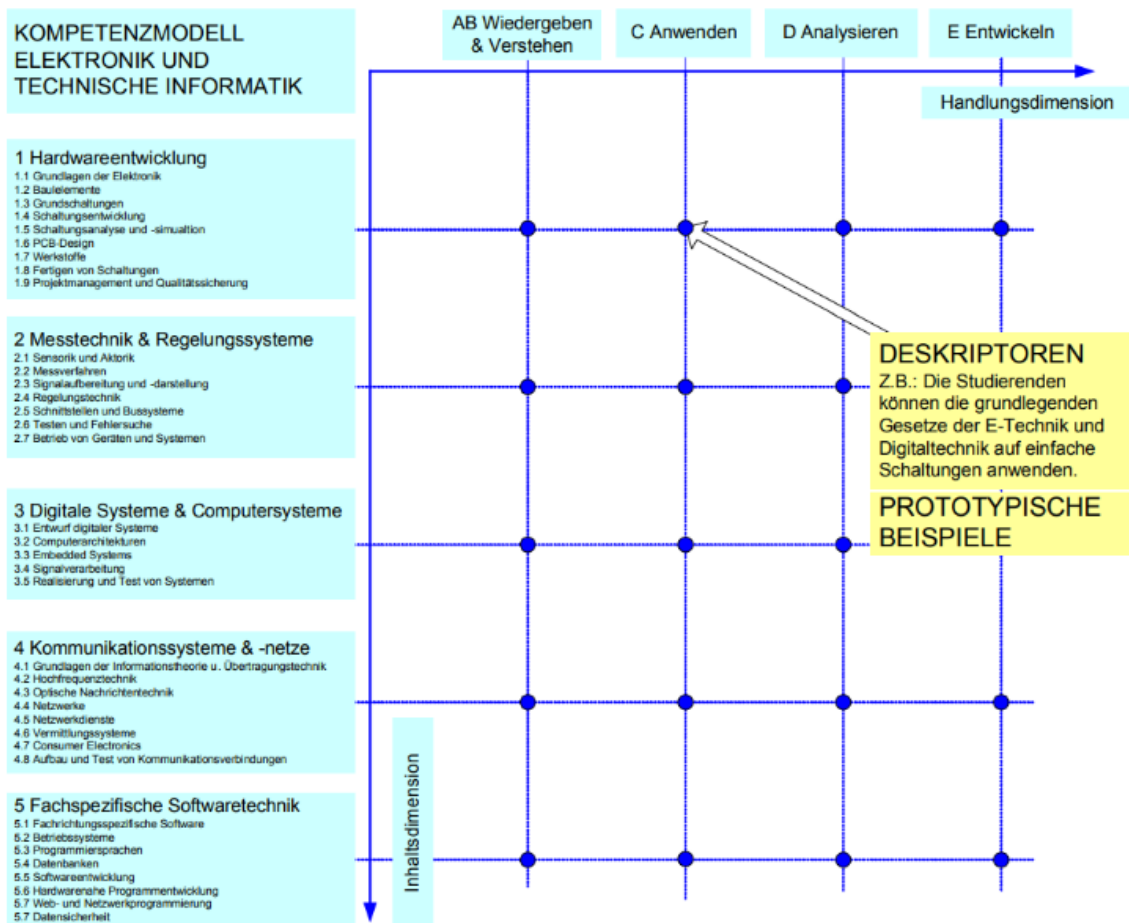 KOMPETENZMODELL
ELEKTRONIK UND
TECHNISCHE INFORMATIK
AB Wiedergeben
& Verstehen
C Anwenden
D Analysieren
E Entwickeln
Handlungsdimension
1 Hardwareentwicklung
1.1 Grundlagen der Elektronik
1.2 Baulelemente
1.3 Grundschaltungen
1.4 Schaltungsentwicklung
1.5 Schaltungsanalyse und -simualtion
1.6 PCB-Design
1.7 Werkstoffe
1.8 Fertigen von Schaltungen
1.9 Projektmanagement und Qualitätssicherung
2 Messtechnik & Regelungssysteme
2.1 Sensorik und Aktorik
2.2 Messverfahren
2.3 Signalaufbereitung und -darstellung
2.4 Regelungstechnik
2.5 Schnittstellen und Bussysteme
2.6 Testen und Fehlersuche
2.7 Betrieb von Geräten und Systemen
DESKRIPTOREN
Z.B.: Die Studierenden
können die grundlegenden
Gesetze der E-Technik und
Digitaltechnik auf einfache
Schaltungen anwenden.
PROTOTYPISCHE
BEISPIELE
3 Digitale Systeme & Computersysteme
3.1 Entwurf digitaler Systeme
3.2 Computerarchitekturen
3.3 Embedded Systems
3.4 Signalverarbeitung
3.5 Realisierung und Test von Systemen
4 Kommunikationssysteme & -netze
4.1 Grundlagen der Informationstheorie u. Übertragungstechnik
4.2 Hochfrequenztechnik
4.3 Optische Nachrichtentechnik
4.4 Netzwerke
4.5 Netzwerkdienste
4.6 Vermittlungssysteme
4.7 Consumer Electronics
4.8 Aufbau und Test von Kommunikationsverbindungen
Inhaltsdimension
5 Fachspezifische Softwaretechnik
5.1 Fachrichtungsspezifische Software
5.2 Betriebssysteme
5.3 Programmiersprachen
5.4 Datenbanken
5.5 Softwareentwicklung
5.6 Hardwarenahe Programmentwicklung
5.7 Web- und Netzwerkprogrammierung
5.7 Datensicherheit